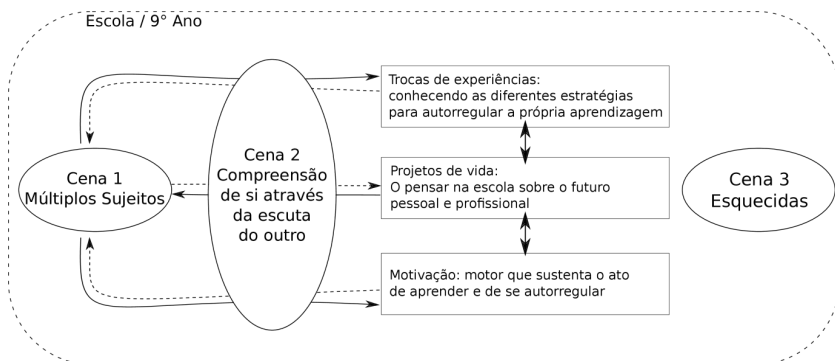 Escola / 9° Ano
Cena 1
Múltiplos Sujeitos
Cena 2
Compreensão
de si através
da escuta
do outro
Trocas de experiências:
conhecendo as diferentes estratégias
para autorregular a própria aprendizagem
Projetos de vida:
O pensar na escola sobre o futuro
pessoal e profissional
Motivação: motor que sustenta o ato
de aprender e de se autorregular
Cena 3
Esquecidas